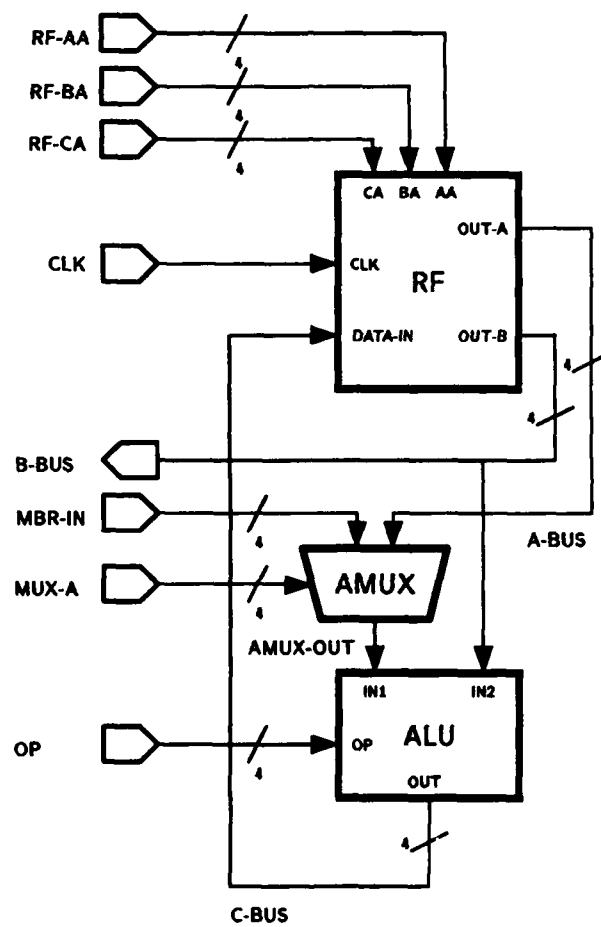 RF-AA
4
RF-BA
4
RF-CA
4
CA BA AA
OUT-A
CLK
CLK
RF
DATA-IN
OUT-B
4
4
B-BUS
MBR-IN
4
A-BUS
MUX-A
4
AMUX
AMUX-OUT
IN1
IN2
OP
4
OP
ALU
OUT
4
C-BUS